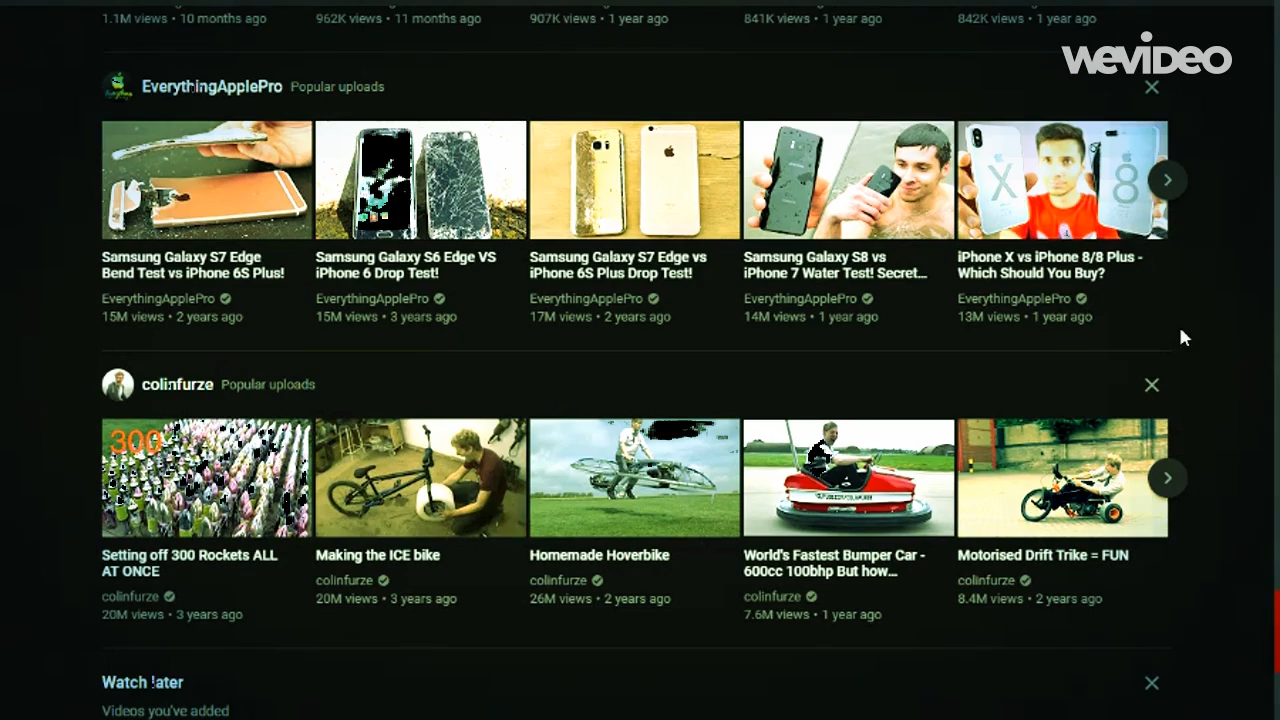 1.1M views • 10 months ago
962K views • 11 months ago
907K views • 1 year ago
841K views • 1 year ago
842K views • 1 year ago
wevideo
EverythingApplePro Popular uploads
X
8
Samsung Galaxy S7 Edge
Bend Test vs iPhone 6S Plus!
EverythingApplePro
15M views • 2 years ago
Samsung Galaxy S6 Edge VS
iPhone 6 Drop Test!
EverythingApplePro
15M views • 3 years ago
Samsung Galaxy S7 Edge vs
iPhone 6S Plus Drop Test!
EverythingApplePro
17M views • 2 years ago
Samsung Galaxy S8 vs
iPhone 7 Water Test! Secret...
EverythingApplePro
14M views • 1 year ago
iPhone X vs iPhone 8/8 Plus -
Which Should You Buy?
EverythingApplePro
13M views • 1 year ago
colinfurze Popular uploads
300
Setting off 300 Rockets ALL
AT ONCE
colinfurze
20M views • 3 years ago
Making the ICE bike
colinfurze
20M views • 3 years ago
Homemade Hoverbike
colinfurze
26M views • 2 years ago
World's Fastest Bumper Car -
600cc 100bhp But how...
colinfurze
7.6M views • 1 year ago
Motorised Drift Trike = FUN
colinfurze
8.4M views • 2 years ago
Watch later
Videos you've added